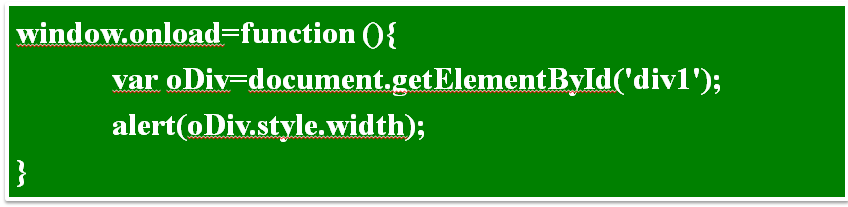 window.onload=function (){
var oDiv=document.getElementById('div1');
alert(oDiv.style.width);
}